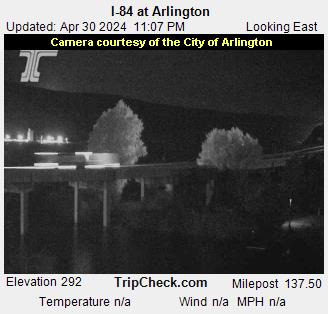 I-84 at Arlington
Updated: Apr 30 2024 11:07 PM Looking East
Camera courtesy of the City of Arlington
Elevation 292 TripCheck.com Milepost 137.50
Temperature n/a Wind n/a MPH n/a